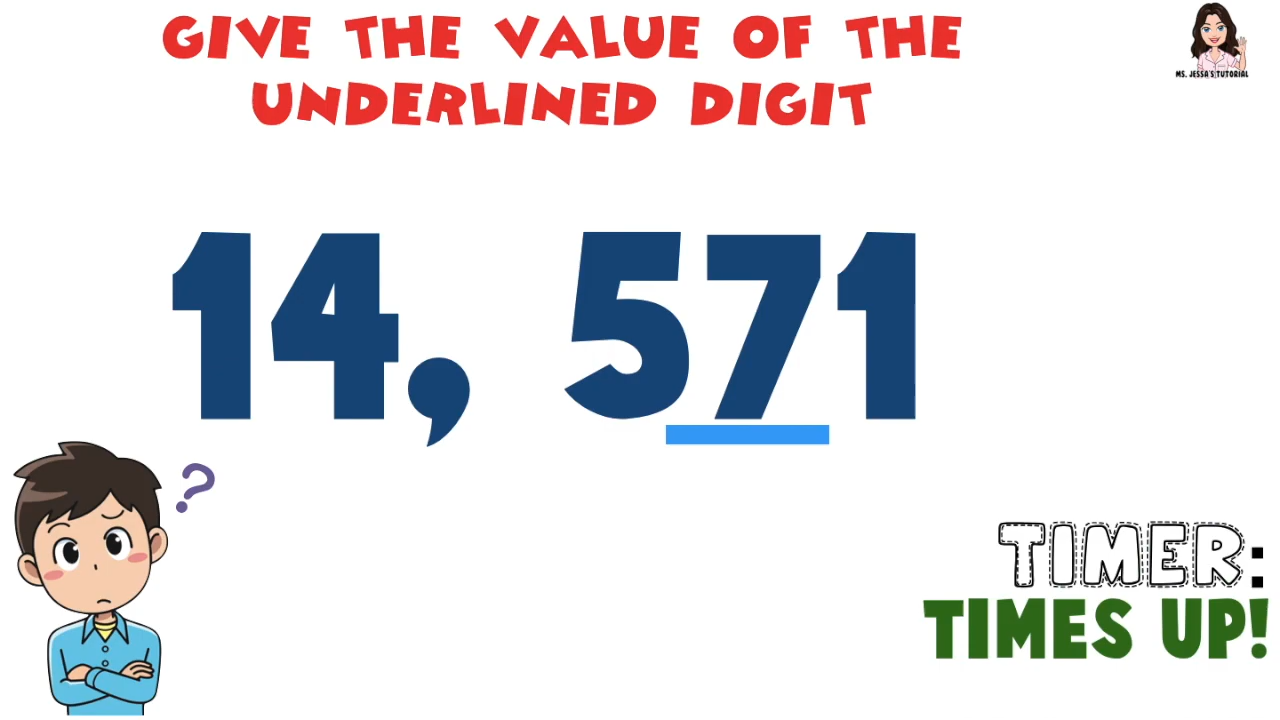 GIVE THE VALUE OF THE
UNDERLINED DIGIT
MS. JESSA'S TUTORIAL
14, 571
?
TIMER:
TIMES UP!